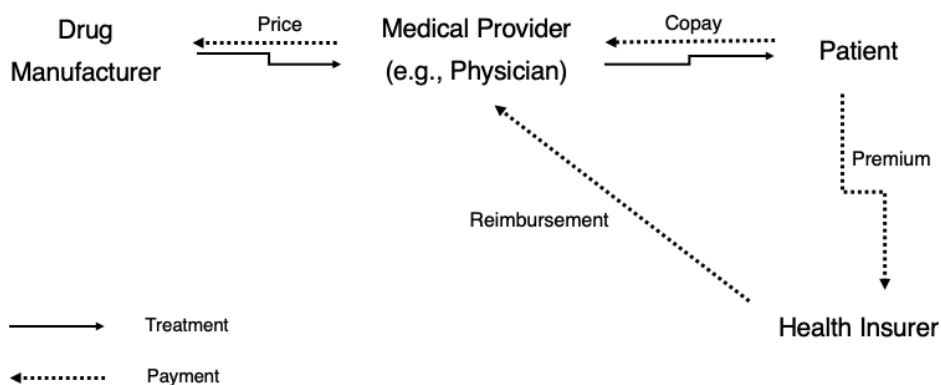 Drug
Manufacturer
Price
Medical Provider
(e.g., Physician)
Copay
Patient
Premium
Reimbursement
Health Insurer
Treatment
Payment